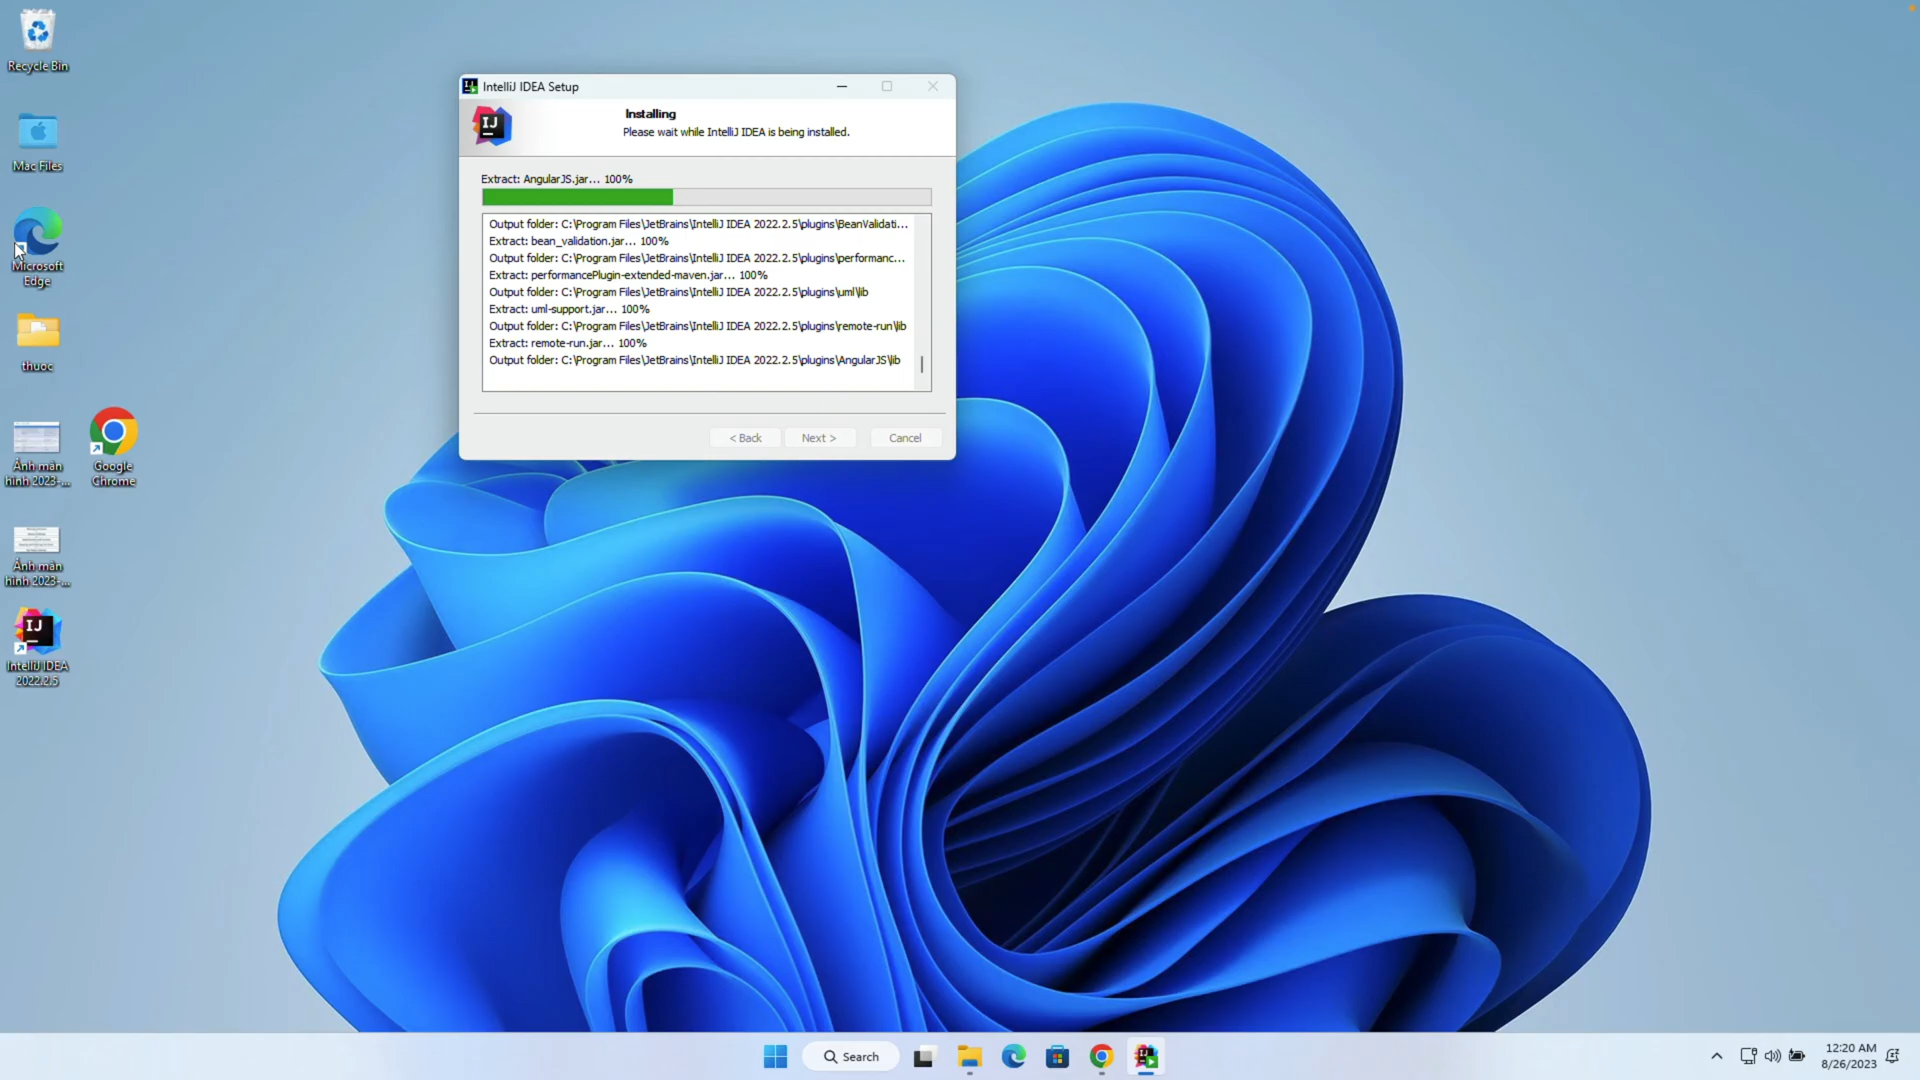 Recycle Bin
Mac Files
Microsoft
Edge
thuoc
Ảnh màn
hình 2023-...
Google
Chrome
Ảnh màn
hình 2023-...
IJ
IntelliJ IDEA
2022.2.5
IntelliJ IDEA Setup
IJ
Installing
Please wait while IntelliJ IDEA is being installed.
Extract: AngularJS.jar... 100%
Output folder: C:\Program Files\JetBrains\IntelliJ IDEA 2022.2.5\plugins\BeanValidati...
Extract: bean_validation.jar... 100%
Output folder: C:\Program Files\JetBrains\IntelliJ IDEA 2022.2.5\plugins\performanc...
Extract: performancePlugin-extended-maven.jar... 100%
Output folder: C:\Program Files\JetBrains\IntelliJ IDEA 2022.2.5\plugins\uml\lib
Extract: uml-support.jar... 100%
Output folder: C:\Program Files\JetBrains\IntelliJ IDEA 2022.2.5\plugins\remote-run\lib
Extract: remote-run.jar... 100%
Output folder: C:\Program Files\JetBrains\IntelliJ IDEA 2022.2.5\plugins\AngularJS\lib
< Back
Next >
Cancel
Search
12:20 AM
8/26/2023